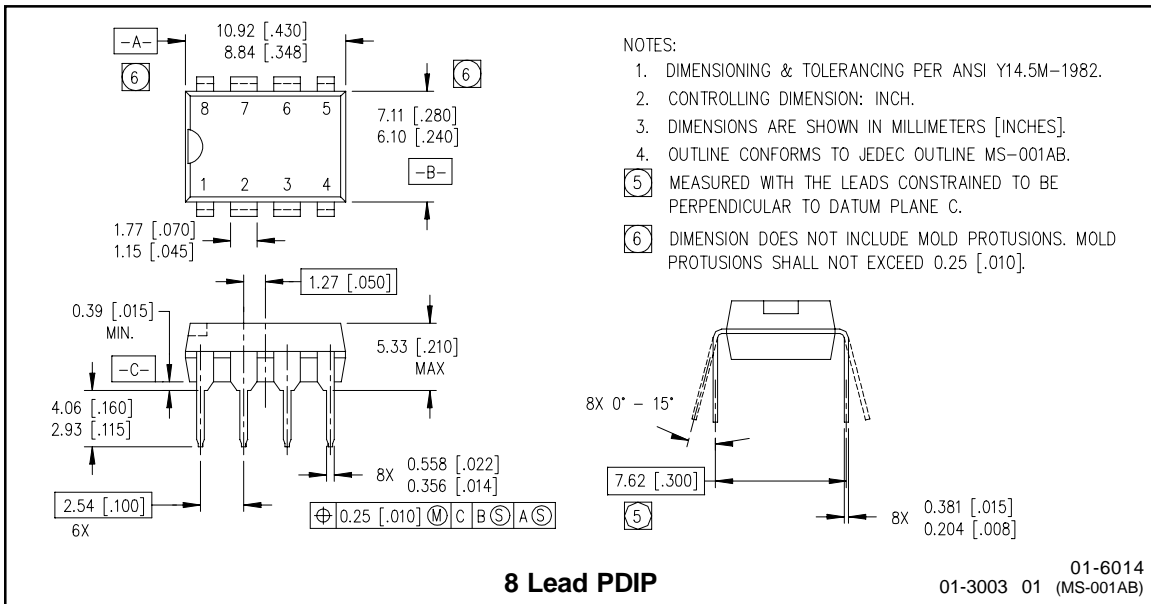 -A-
10.92 [.430]
8.84 [.348]
6
6
8 7 6 5
1 2 3 4
7.11 [.280]
6.10 [.240]
-B-
1.77 [.070]
1.15 [.045]
1.27 [.050]
0.39 [.015]
MIN.
-C-
5.33 [.210]
MAX
4.06 [.160]
2.93 [.115]
2.54 [.100]
6X
8X 0.558 [.022]
0.356 [.014]
⌖ 0.25 [.010] Ⓜ C B Ⓢ A Ⓢ
NOTES:
1. DIMENSIONING & TOLERANCING PER ANSI Y14.5M-1982.
2. CONTROLLING DIMENSION: INCH.
3. DIMENSIONS ARE SHOWN IN MILLIMETERS [INCHES].
4. OUTLINE CONFORMS TO JEDEC OUTLINE MS-001AB.
5 MEASURED WITH THE LEADS CONSTRAINED TO BE
PERPENDICULAR TO DATUM PLANE C.
6 DIMENSION DOES NOT INCLUDE MOLD PROTUSIONS. MOLD
PROTUSIONS SHALL NOT EXCEED 0.25 [.010].
8X 0° - 15°
7.62 [.300]
5
8X 0.381 [.015]
0.204 [.008]
8 Lead PDIP
01-6014
01-3003 01 (MS-001AB)